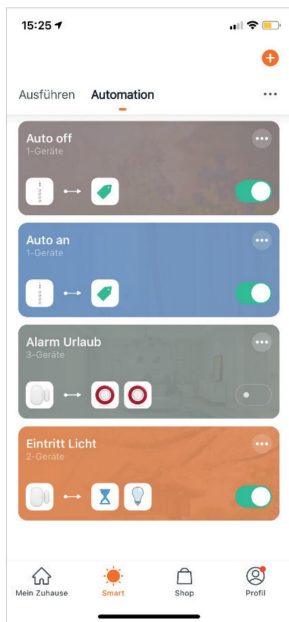 15:25
Ausführen Automation
Auto off
1-Geräte
Auto an
1-Geräte
Alarm Urlaub
3-Geräte
Eintritt Licht
2-Geräte
Mein Zuhause Smart Shop Profil